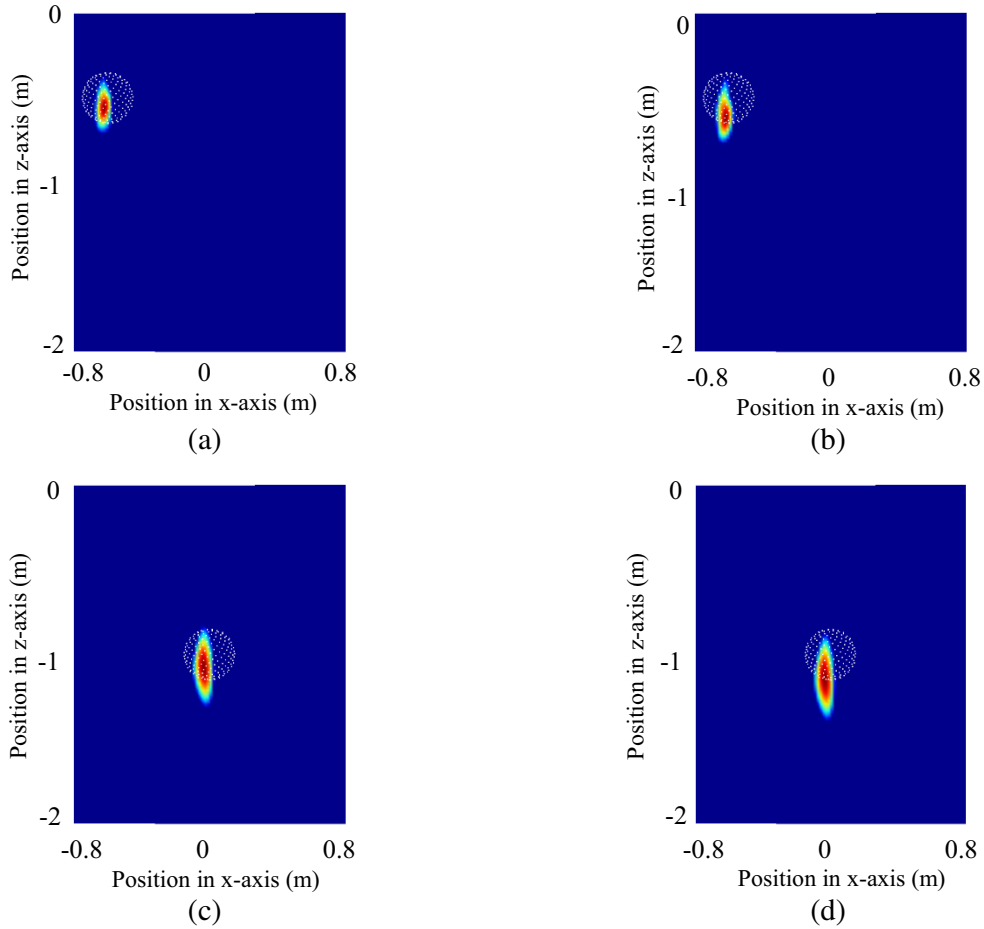 0
Position in z-axis (m)
-1
-2
-0.8 0 0.8
Position in x-axis (m)
(a)
0
Position in z-axis (m)
-1
-2
-0.8 0 0.8
Position in x-axis (m)
(b)
0
Position in z-axis (m)
-1
-2
-0.8 0 0.8
Position in x-axis (m)
(c)
0
Position in z-axis (m)
-1
-2
-0.8 0 0.8
Position in x-axis (m)
(d)